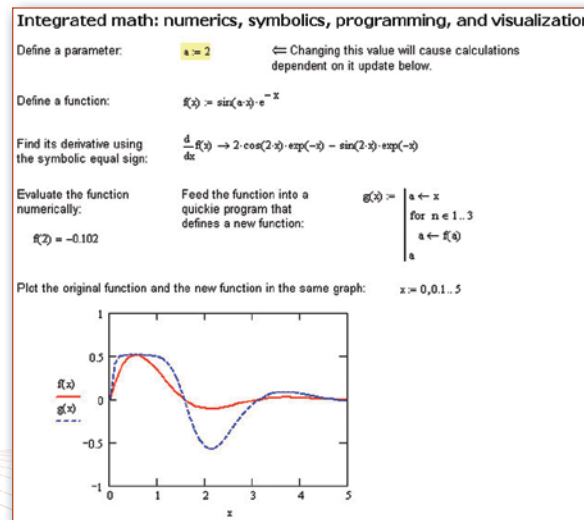 Integrated math: numerics, symbolics, programming, and visualization
Define a parameter: a := 2 ⇐ Changing this value will cause calculations
dependent on it update below.
Define a function: f(x) := sin(a·x)·e^−x
Find its derivative using
the symbolic equal sign: d/dx f(x) → 2·cos(2·x)·exp(−x) − sin(2·x)·exp(−x)
Evaluate the function
numerically:
f(2) = −0.102
Feed the function into a
quickie program that
defines a new function:
g(x) := a ← x
for n ∈ 1..3
a ← f(a)
a
Plot the original function and the new function in the same graph: x := 0,0.1..5
1
0.5
0
−0.5
−1
f(x)
g(x)
0 1 2 3 4 5
x